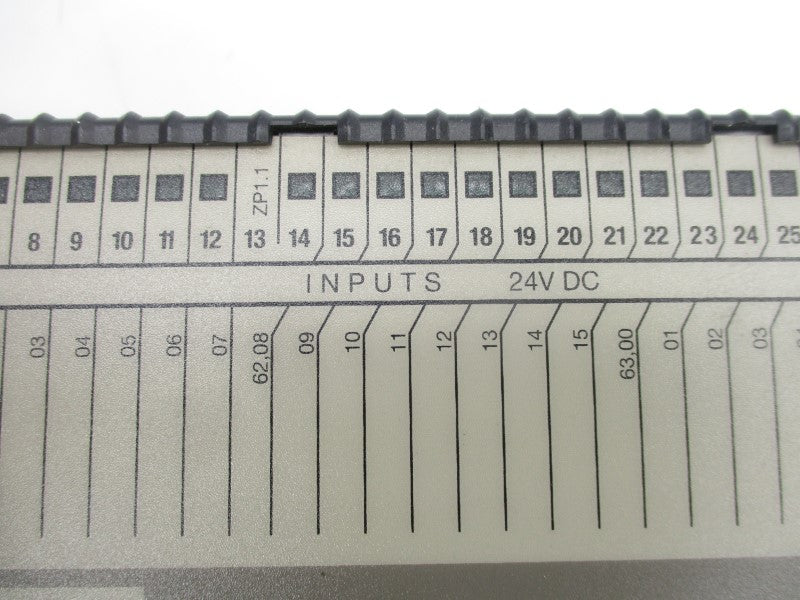 ZP1.1
8 9 10 11 12 13 14 15 16 17 18 19 20 21 22 23 24 25
INPUTS 24V DC
03 04 05 06 07 62,08 09 10 11 12 13 14 15 63,00 01 02 03